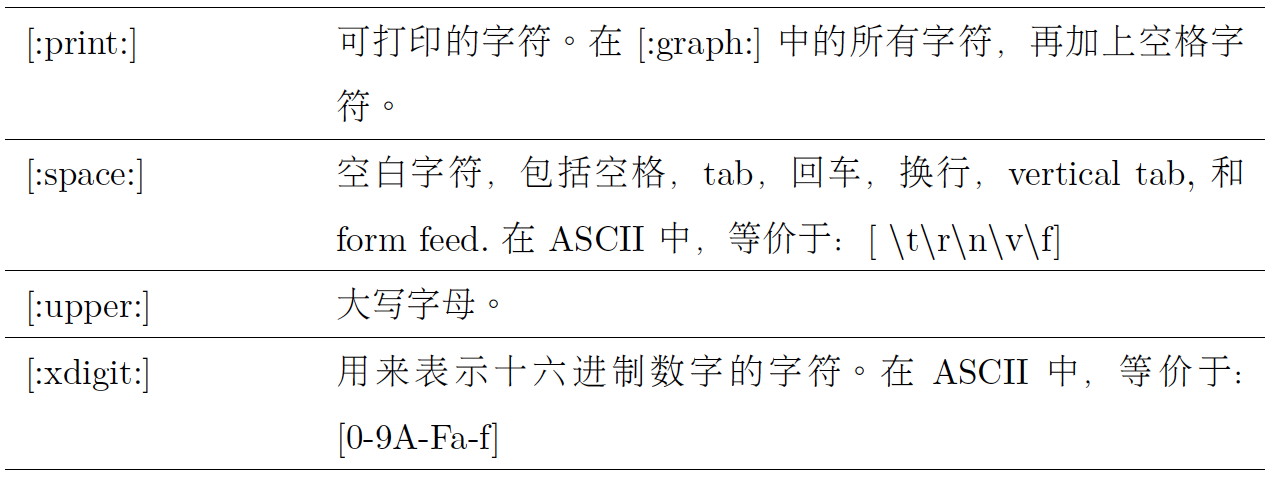 [:print:] 可打印的字符。在 [:graph:] 中的所有字符，再加上空格字
符。
[:space:] 空白字符，包括空格，tab，回车，换行，vertical tab, 和
form feed. 在 ASCII 中，等价于：[ \t\r\n\v\f]
[:upper:] 大写字母。
[:xdigit:] 用来表示十六进制数字的字符。在 ASCII 中，等价于：
[0-9A-Fa-f]